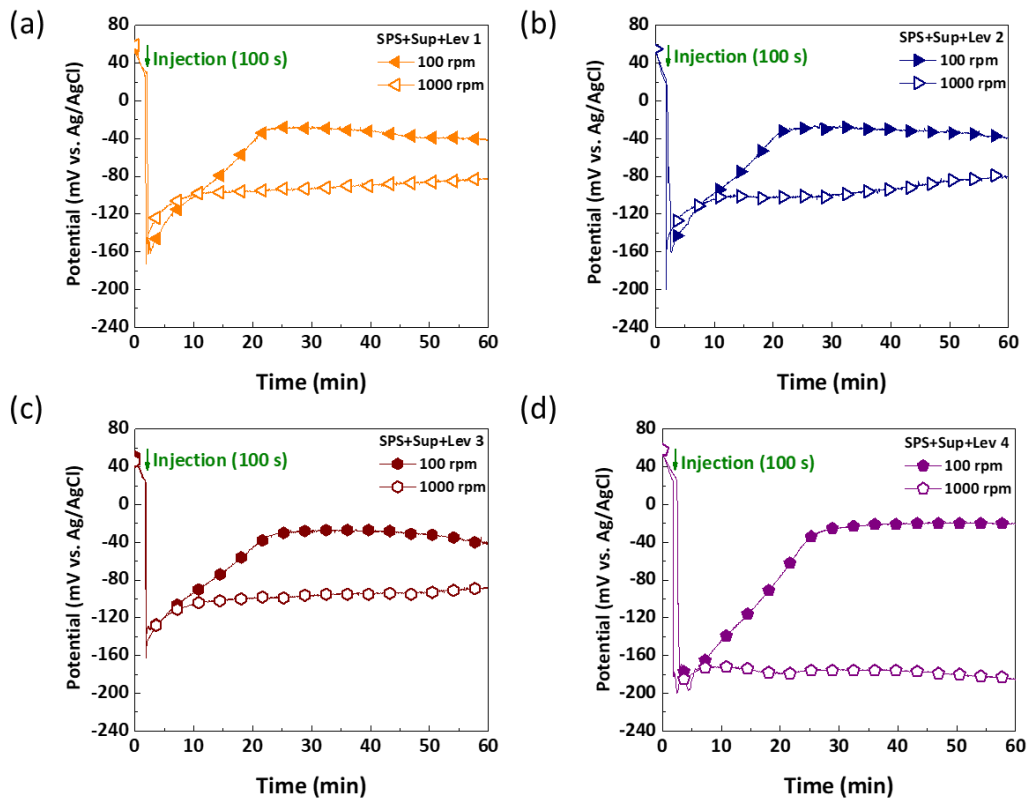 (a)
80
40
0
-40
-80
-120
-160
-200
-240
Potential (mV vs. Ag/AgCl)
Injection (100 s)
SPS+Sup+Lev 1
100 rpm
1000 rpm
0 10 20 30 40 50 60
Time (min)
(b)
80
40
0
-40
-80
-120
-160
-200
-240
Potential (mV vs. Ag/AgCl)
Injection (100 s)
SPS+Sup+Lev 2
100 rpm
1000 rpm
0 10 20 30 40 50 60
Time (min)
(c)
80
40
0
-40
-80
-120
-160
-200
-240
Potential (mV vs. Ag/AgCl)
Injection (100 s)
SPS+Sup+Lev 3
100 rpm
1000 rpm
0 10 20 30 40 50 60
Time (min)
(d)
80
40
0
-40
-80
-120
-160
-200
-240
Potential (mV vs. Ag/AgCl)
Injection (100 s)
SPS+Sup+Lev 4
100 rpm
1000 rpm
0 10 20 30 40 50 60
Time (min)